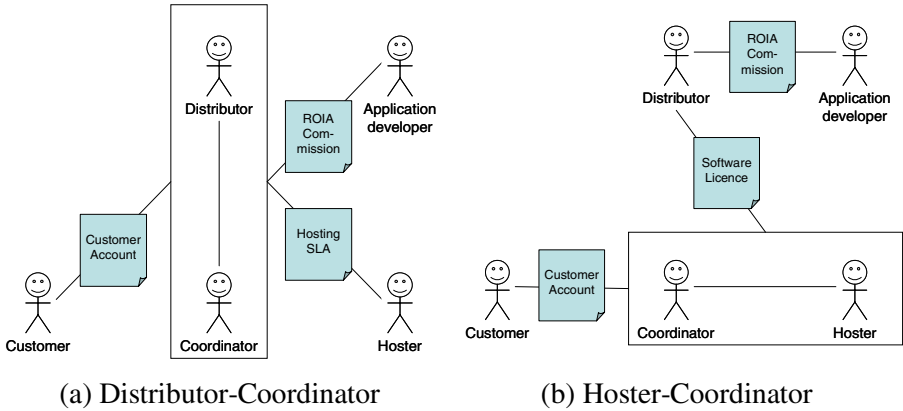 Distributor
ROIA
Com-
mission
Application
developer
Customer
Account
Hosting
SLA
Customer
Coordinator
Hoster
(a) Distributor-Coordinator
ROIA
Com-
mission
Distributor
Application
developer
Software
Licence
Customer
Account
Customer
Coordinator
Hoster
(b) Hoster-Coordinator